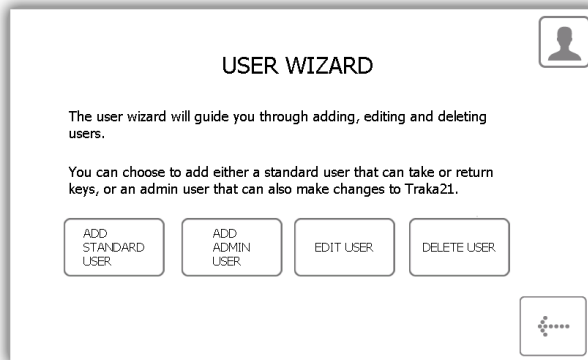 USER WIZARD
The user wizard will guide you through adding, editing and deleting
users.
You can choose to add either a standard user that can take or return
keys, or an admin user that can also make changes to Traka21.
ADD
STANDARD
USER
ADD
ADMIN
USER
EDIT USER
DELETE USER